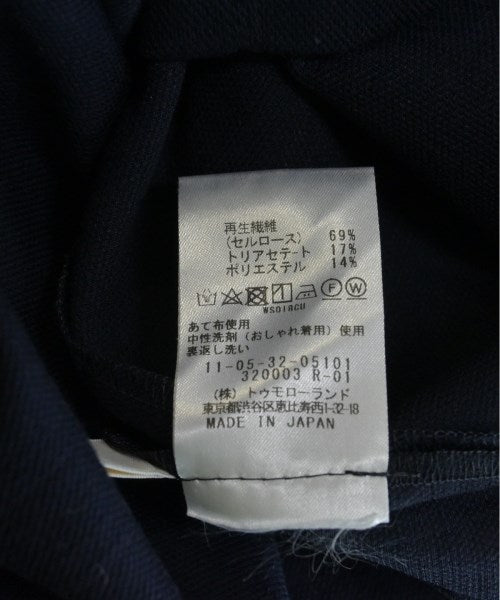 再生繊維
(セルロース) 69%
トリアセテート 17%
ポリエステル 14%
F W
WS018GU
あて布使用
中性洗剤(おしゃれ着用)使用
裏返し洗い
11-05-32-05101
320003 R-01
(株)トゥモローランド
東京都渋谷区恵比寿西1-32-18
MADE IN JAPAN